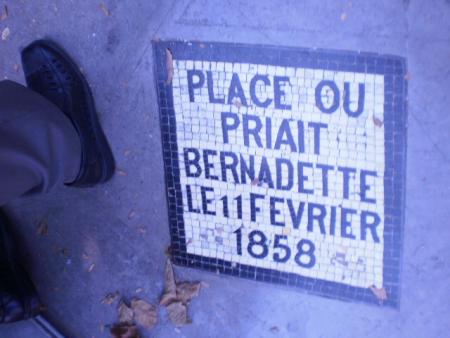 PLACE OU
PRIAIT
BERNADETTE
LE 11 FEVRIER
1858